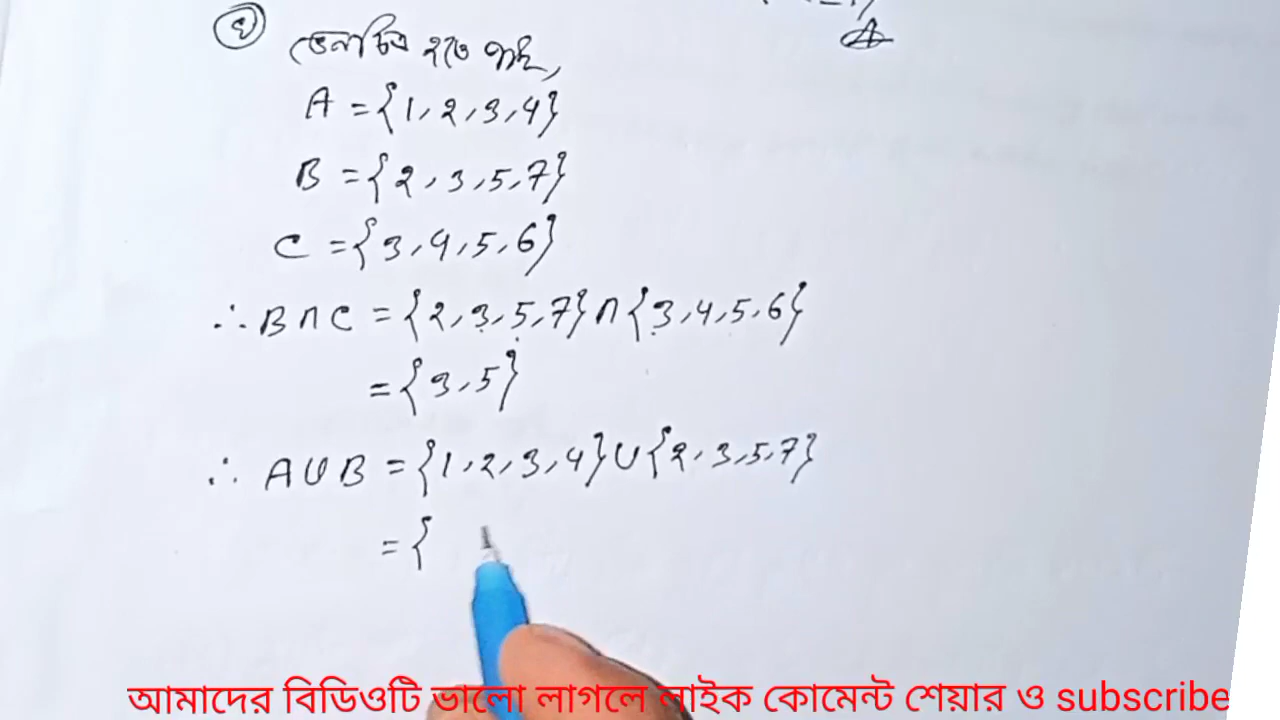 ঘ
ভেনচিত্র হতে পাই,
A = {1, 2, 3, 4}
B = {2, 3, 5, 7}
C = {3, 4, 5, 6}
∴ B∩C = {2, 3, 5, 7} ∩ {3, 4, 5, 6}
= {3, 5}
∴ A∪B = {1, 2, 3, 4} ∪ {2, 3, 5, 7}
= {
আমাদের বিডিওটি ভালো লাগলে লাইক কোমেন্ট শেয়ার ও subscribe